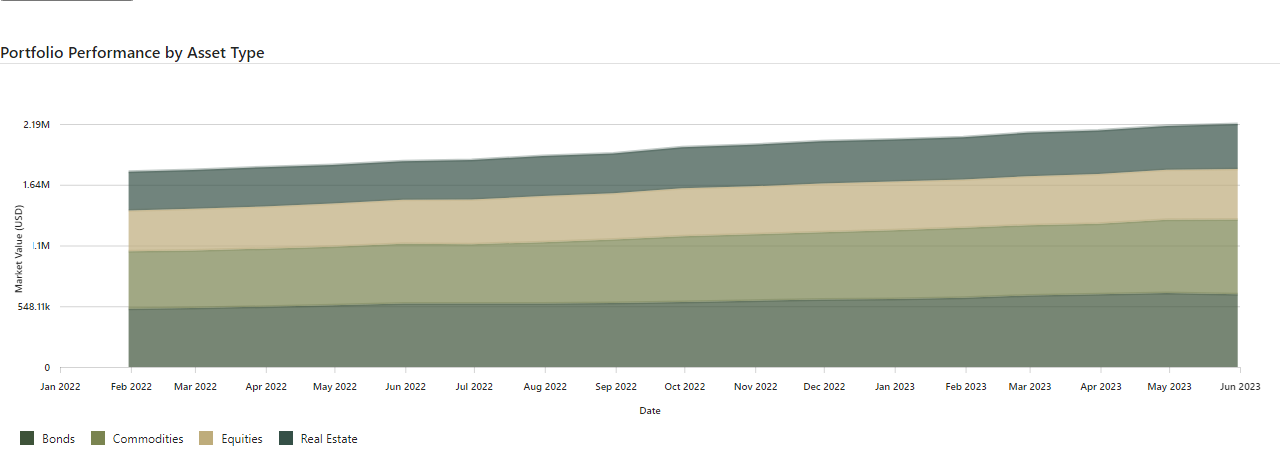 Portfolio Performance by Asset Type
2.19M
1.64M
1.1M
548.11k
0
Market Value (USD)
Jan 2022 Feb 2022 Mar 2022 Apr 2022 May 2022 Jun 2022 Jul 2022 Aug 2022 Sep 2022 Oct 2022 Nov 2022 Dec 2022 Jan 2023 Feb 2023 Mar 2023 Apr 2023 May 2023 Jun 2023
Date
Bonds Commodities Equities Real Estate